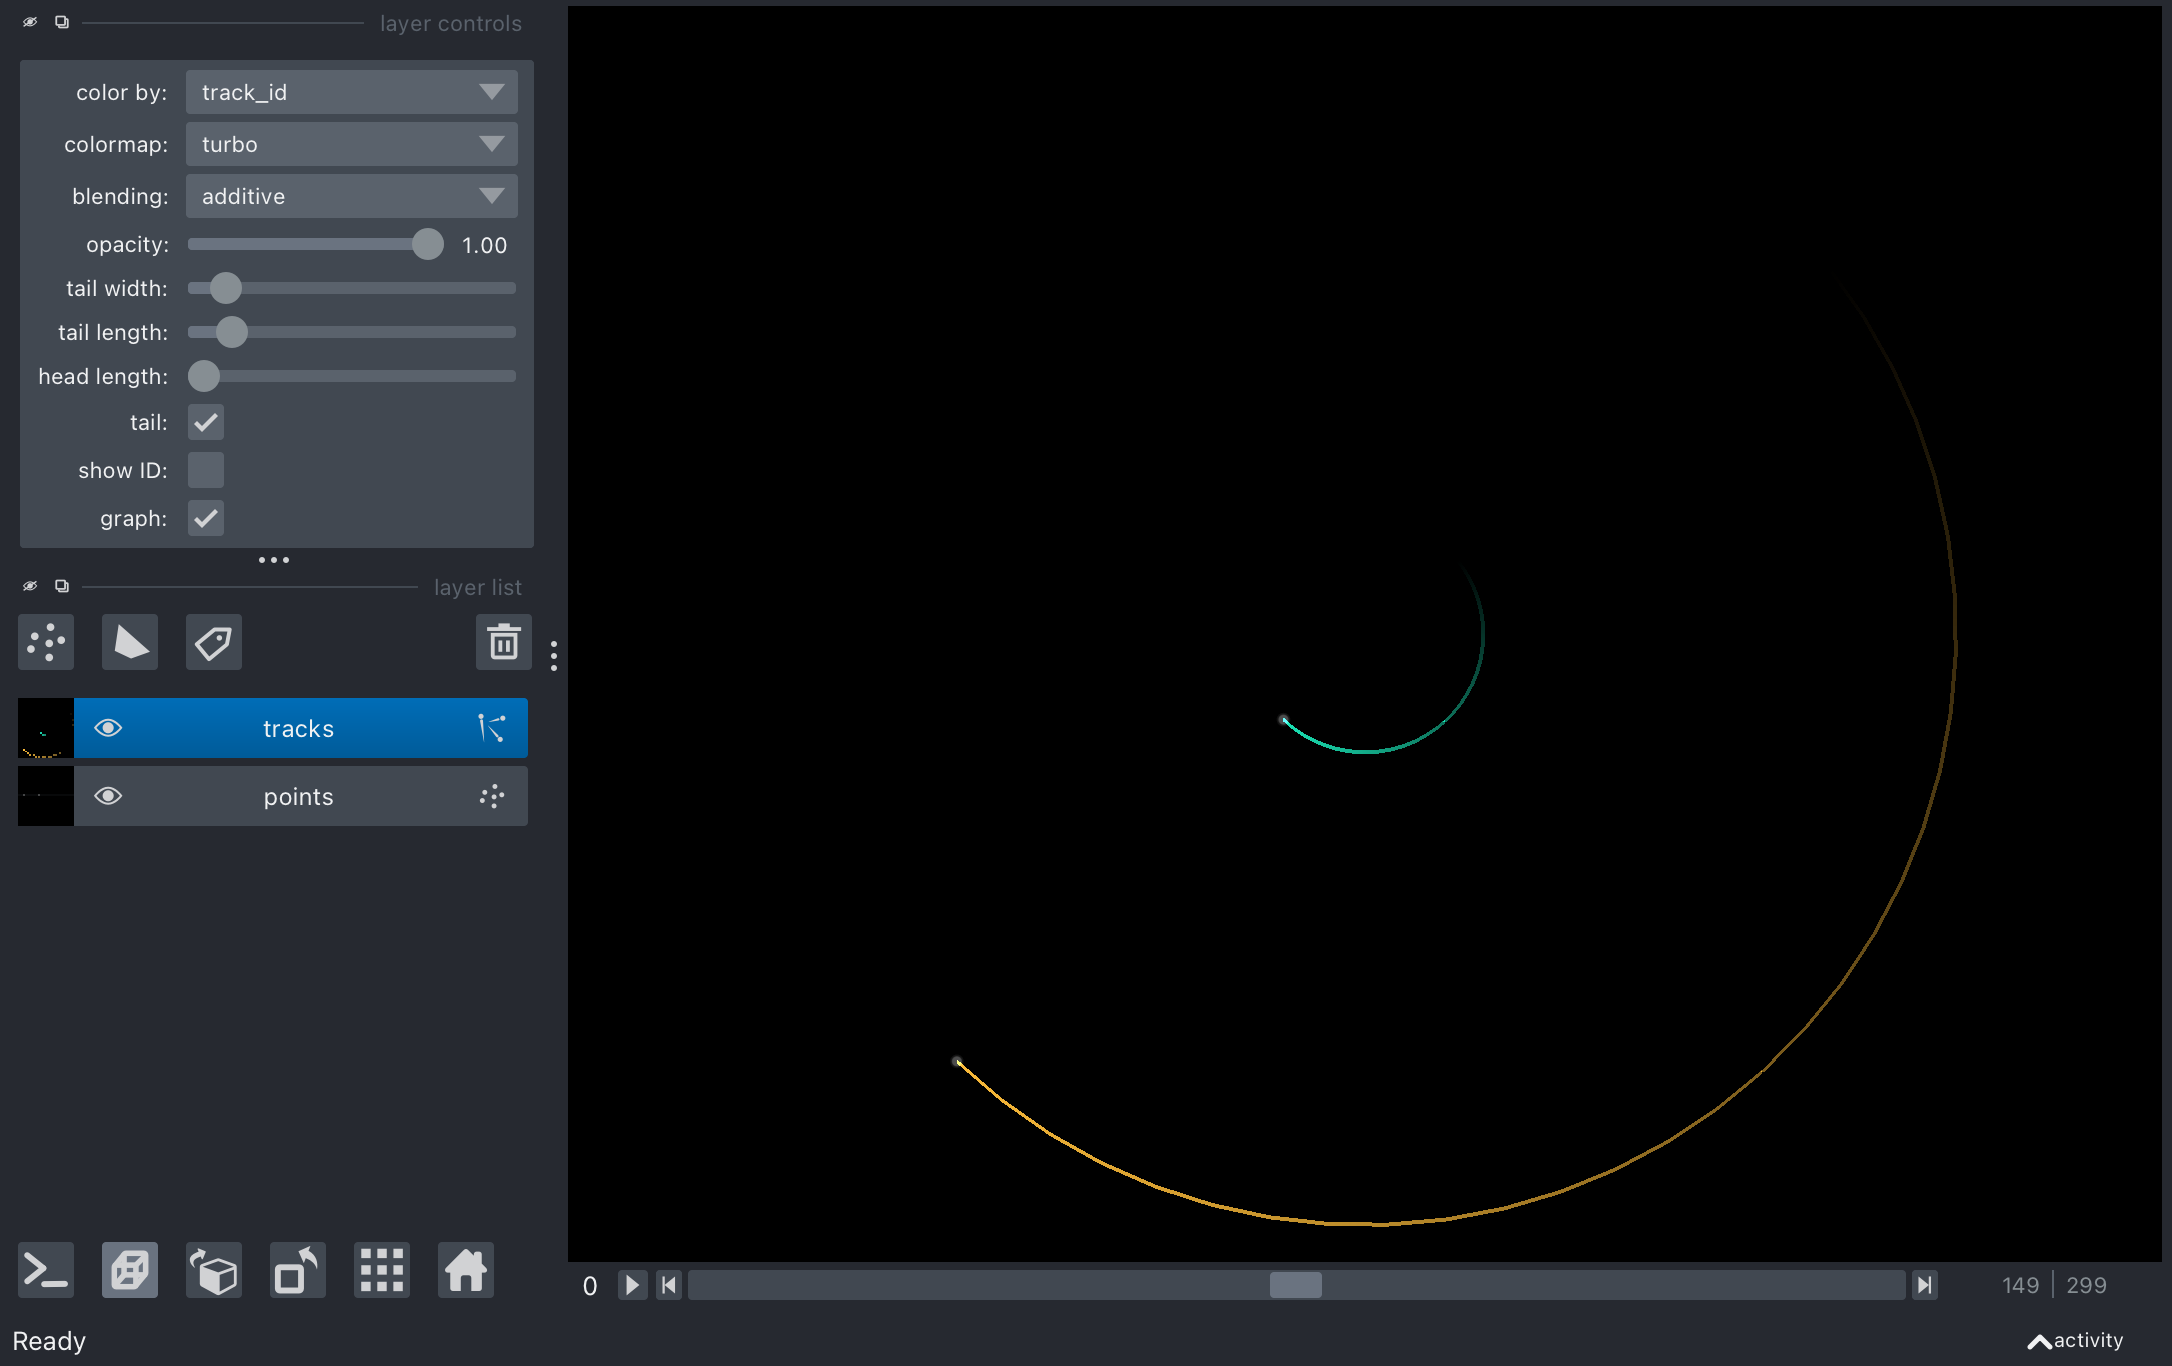 layer controls
color by: track_id
colormap: turbo
blending: additive
opacity: 1.00
tail width:
tail length:
head length:
tail:
show ID:
graph:
layer list
tracks
points
0 149 299
Ready
activity